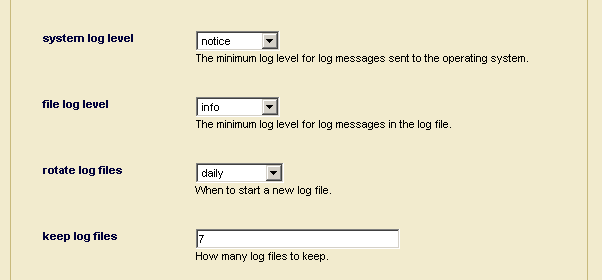 system log level
notice
The minimum log level for log messages sent to the operating system.
file log level
info
The minimum log level for log messages in the log file.
rotate log files
daily
When to start a new log file.
keep log files
7
How many log files to keep.